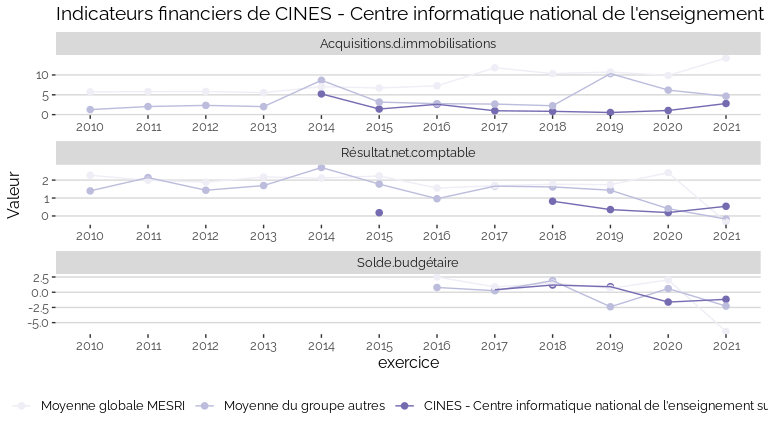 Indicateurs financiers de CINES - Centre informatique national de l'enseignement
Acquisitions.d.immobilisations
10
5
0
2010 2011 2012 2013 2014 2015 2016 2017 2018 2019 2020 2021
Résultat.net.comptable
2
1
0
2010 2011 2012 2013 2014 2015 2016 2017 2018 2019 2020 2021
Valeur
Solde.budgétaire
2.5
0.0
−2.5
−5.0
2010 2011 2012 2013 2014 2015 2016 2017 2018 2019 2020 2021
exercice
Moyenne globale MESRI Moyenne du groupe autres CINES - Centre informatique national de l'enseignement su